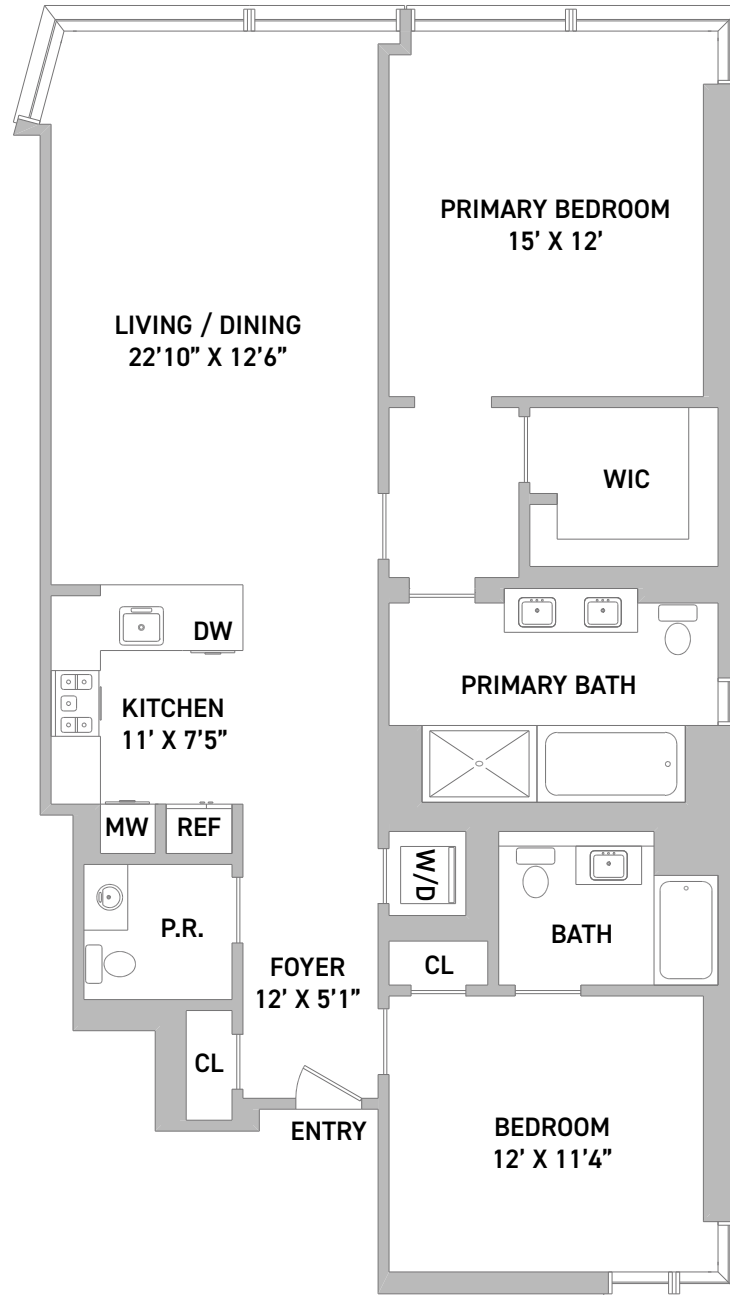 PRIMARY BEDROOM
15’ X 12’
LIVING / DINING
22’10” X 12’6”
WIC
DW
PRIMARY BATH
KITCHEN
11’ X 7’5”
MW
REF
W/D
P.R.
BATH
CL
FOYER
12’ X 5’1”
CL
ENTRY
BEDROOM
12’ X 11’4”